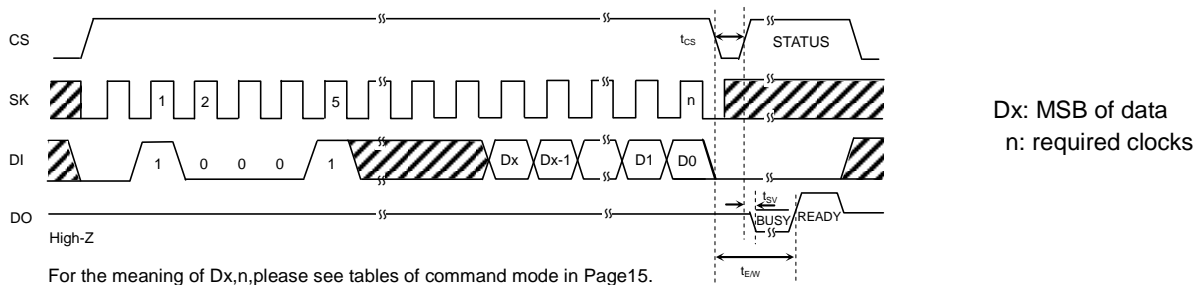 CS
tCS
STATUS
SK
1
2
5
n
DI
1
0
0
0
1
Dx
Dx-1
D1
D0
DO
High-Z
tSV
BUSY
READY
tE/W
Dx: MSB of data
n: required clocks
For the meaning of Dx,n,please see tables of command mode in Page15.